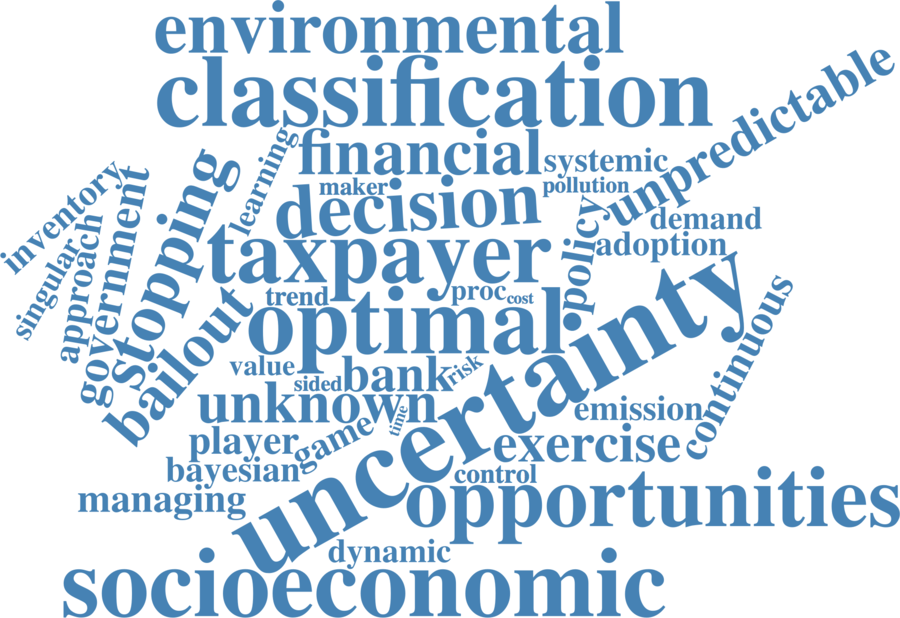 environmental
classification
unpredictable
financial
systemic
learning
maker
pollution
decision
inventory
singular
approach
government
stopping
policy
demand
adoption
taxpayer
trend
proc
cost
optimal
uncertainty
continuous
bailout
value
sided
bank
risk
unknown
time
emission
player
game
exercise
bayesian
control
managing
opportunities
dynamic
socioeconomic